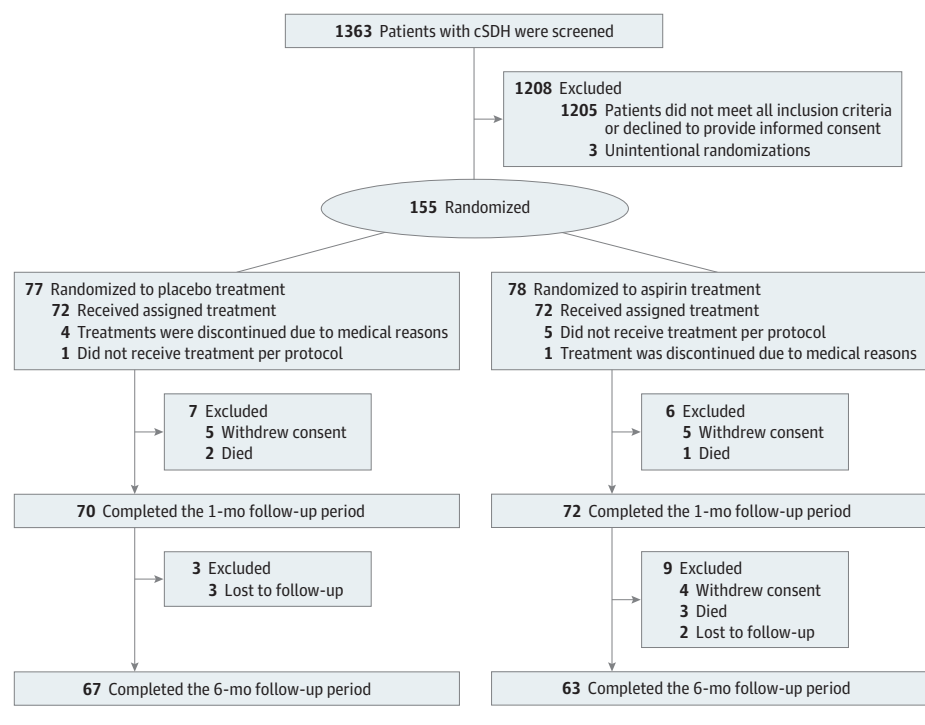 1363 Patients with cSDH were screened
1208 Excluded
1205 Patients did not meet all inclusion criteria
or declined to provide informed consent
3 Unintentional randomizations
155 Randomized
77 Randomized to placebo treatment
72 Received assigned treatment
4 Treatments were discontinued due to medical reasons
1 Did not receive treatment per protocol
78 Randomized to aspirin treatment
72 Received assigned treatment
5 Did not receive treatment per protocol
1 Treatment was discontinued due to medical reasons
7 Excluded
5 Withdrew consent
2 Died
6 Excluded
5 Withdrew consent
1 Died
70 Completed the 1-mo follow-up period
72 Completed the 1-mo follow-up period
3 Excluded
3 Lost to follow-up
9 Excluded
4 Withdrew consent
3 Died
2 Lost to follow-up
67 Completed the 6-mo follow-up period
63 Completed the 6-mo follow-up period